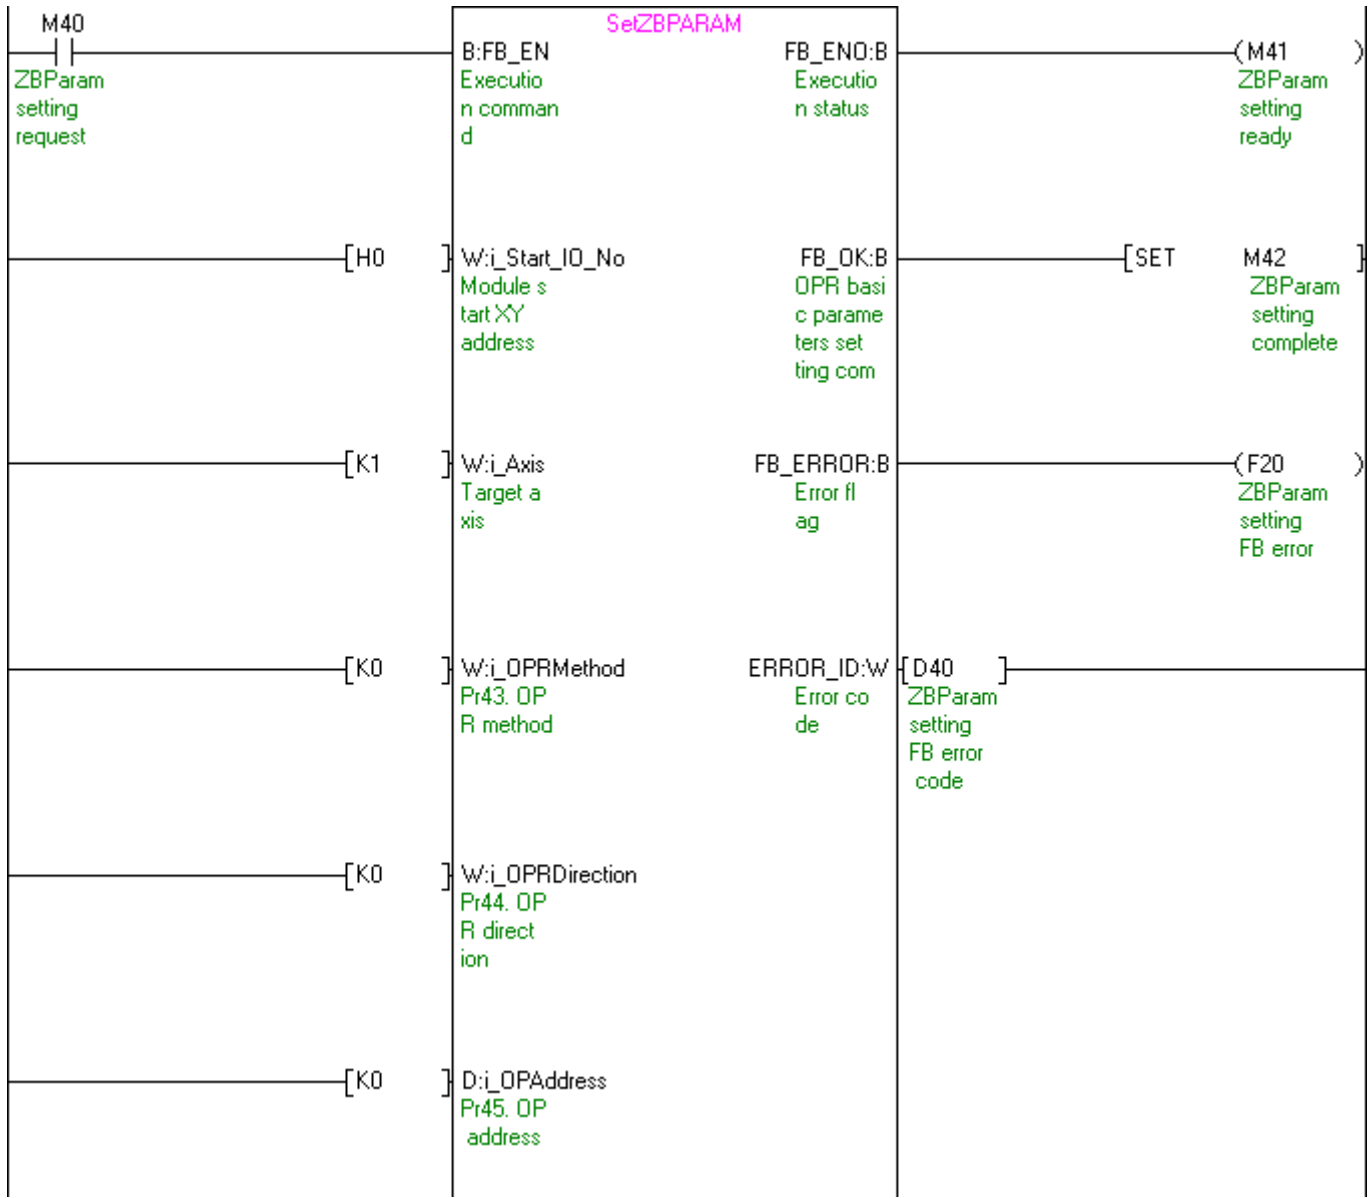 M40
SetZBPARAM
B:FB_EN
FB_ENO:B
(M41 )
ZBParam
setting
request
Executio
n comman
d
Executio
n status
ZBParam
setting
ready
[H0 ]
W:i_Start_IO_No
FB_OK:B
[SET M42 ]
Module s
tart XY
address
OPR basi
c parame
ters set
ting com
ZBParam
setting
complete
[K1 ]
W:i_Axis
FB_ERROR:B
(F20 )
Target a
xis
Error fl
ag
ZBParam
setting
FB error
[K0 ]
W:i_OPRMethod
ERROR_ID:W
[D40 ]
Pr43. OP
R method
Error co
de
ZBParam
setting
FB error
code
[K0 ]
W:i_OPRDirection
Pr44. OP
R direct
ion
[K0 ]
D:i_OPAddress
Pr45. OP
address